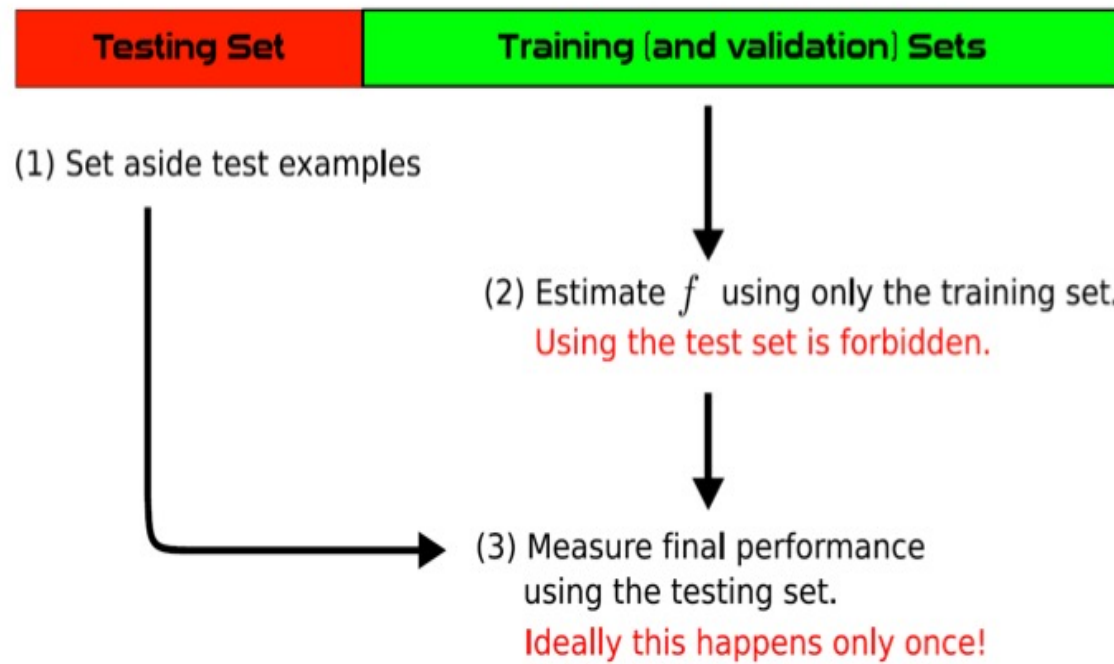 Testing Set
Training (and validation) Sets
(1) Set aside test examples
(2) Estimate f using only the training set.
Using the test set is forbidden.
(3) Measure final performance
using the testing set.
Ideally this happens only once!